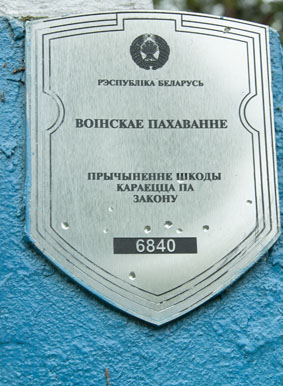 РЭСПУБЛІКА БЕЛАРУСЬ
ВОІНСКАЕ ПАХАВАННЕ
ПРЫЧЫНЕННЕ ШКОДЫ
КАРАЕЦЦА ПА
ЗАКОНУ
6840